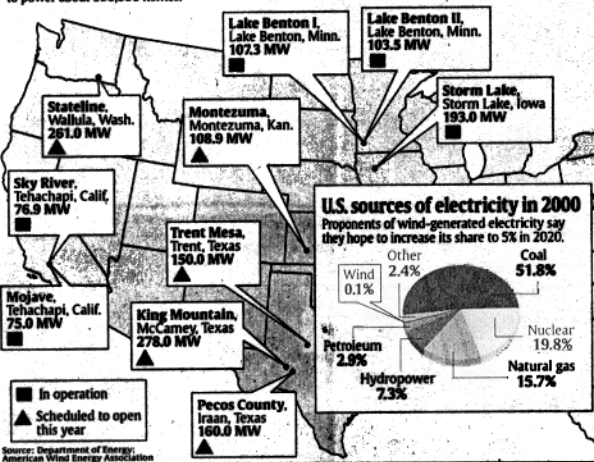 Lake Benton I,
Lake Benton, Minn.
107.3 MW
Lake Benton II,
Lake Benton, Minn.
103.5 MW
Stateline,
Wallula, Wash.
261.0 MW
Montezuma,
Montezuma, Kan.
108.9 MW
Storm Lake,
Storm Lake, Iowa
193.0 MW
Sky River,
Tehachapi, Calif.
76.9 MW
Trent Mesa,
Trent, Texas
150.0 MW
Mojave,
Tehachapi, Calif.
75.0 MW
King Mountain,
McCamey, Texas
278.0 MW
Pecos County,
Iraan, Texas
160.0 MW
In operation
Scheduled to open
this year
Source: Department of Energy;
American Wind Energy Association
U.S. sources of electricity in 2000
Proponents of wind-generated electricity say
they hope to increase its share to 5% in 2020.
Other
2.4%
Coal
51.8%
Wind
0.1%
Nuclear
19.8%
Petroleum
2.9%
Natural gas
15.7%
Hydropower
7.3%